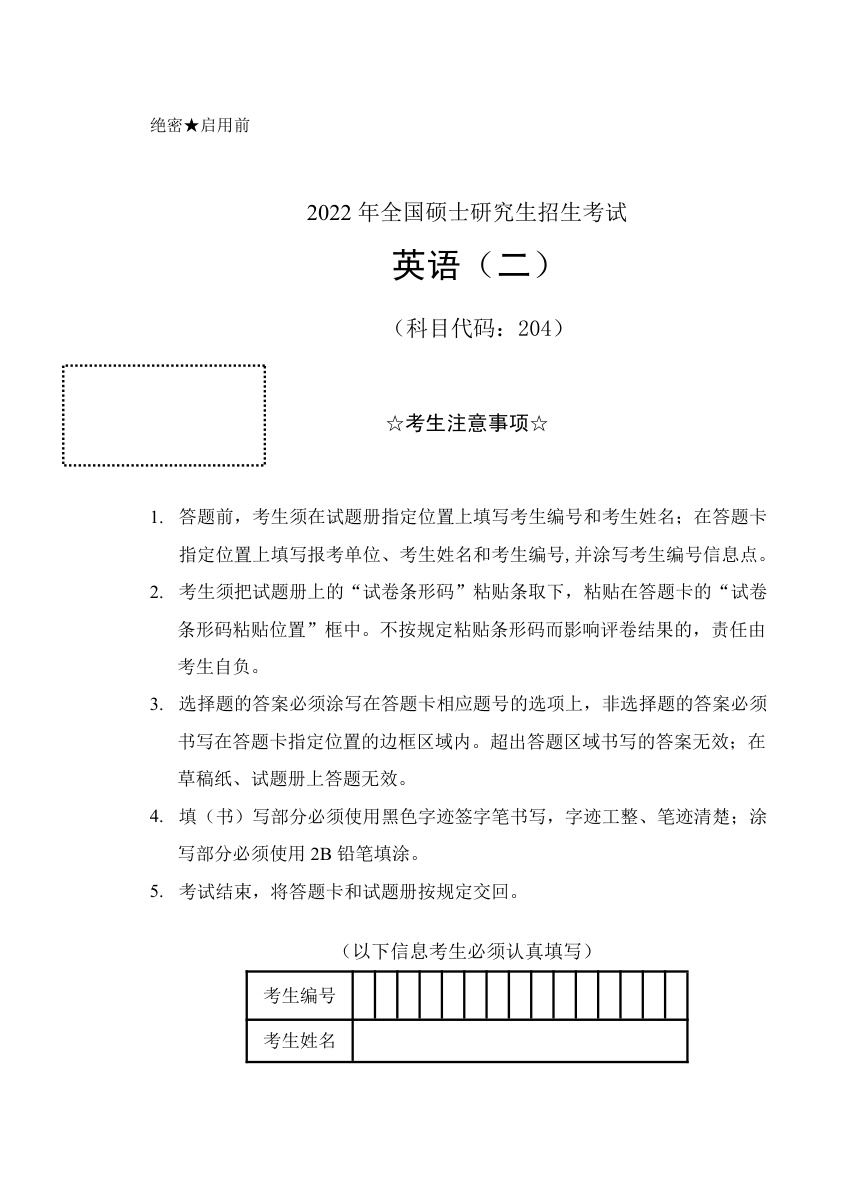 绝密★启用前
2022 年全国硕士研究生招生考试
英语（二）
（科目代码：204）
☆考生注意事项☆
1. 答题前，考生须在试题册指定位置上填写考生编号和考生姓名；在答题卡
指定位置上填写报考单位、考生姓名和考生编号,并涂写考生编号信息点。
2. 考生须把试题册上的“试卷条形码”粘贴条取下，粘贴在答题卡的“试卷
条形码粘贴位置”框中。不按规定粘贴条形码而影响评卷结果的，责任由
考生自负。
3. 选择题的答案必须涂写在答题卡相应题号的选项上，非选择题的答案必须
书写在答题卡指定位置的边框区域内。超出答题区域书写的答案无效；在
草稿纸、试题册上答题无效。
4. 填（书）写部分必须使用黑色字迹签字笔书写，字迹工整、笔迹清楚；涂
写部分必须使用 2B 铅笔填涂。
5. 考试结束，将答题卡和试题册按规定交回。
（以下信息考生必须认真填写）
考生编号
考生姓名